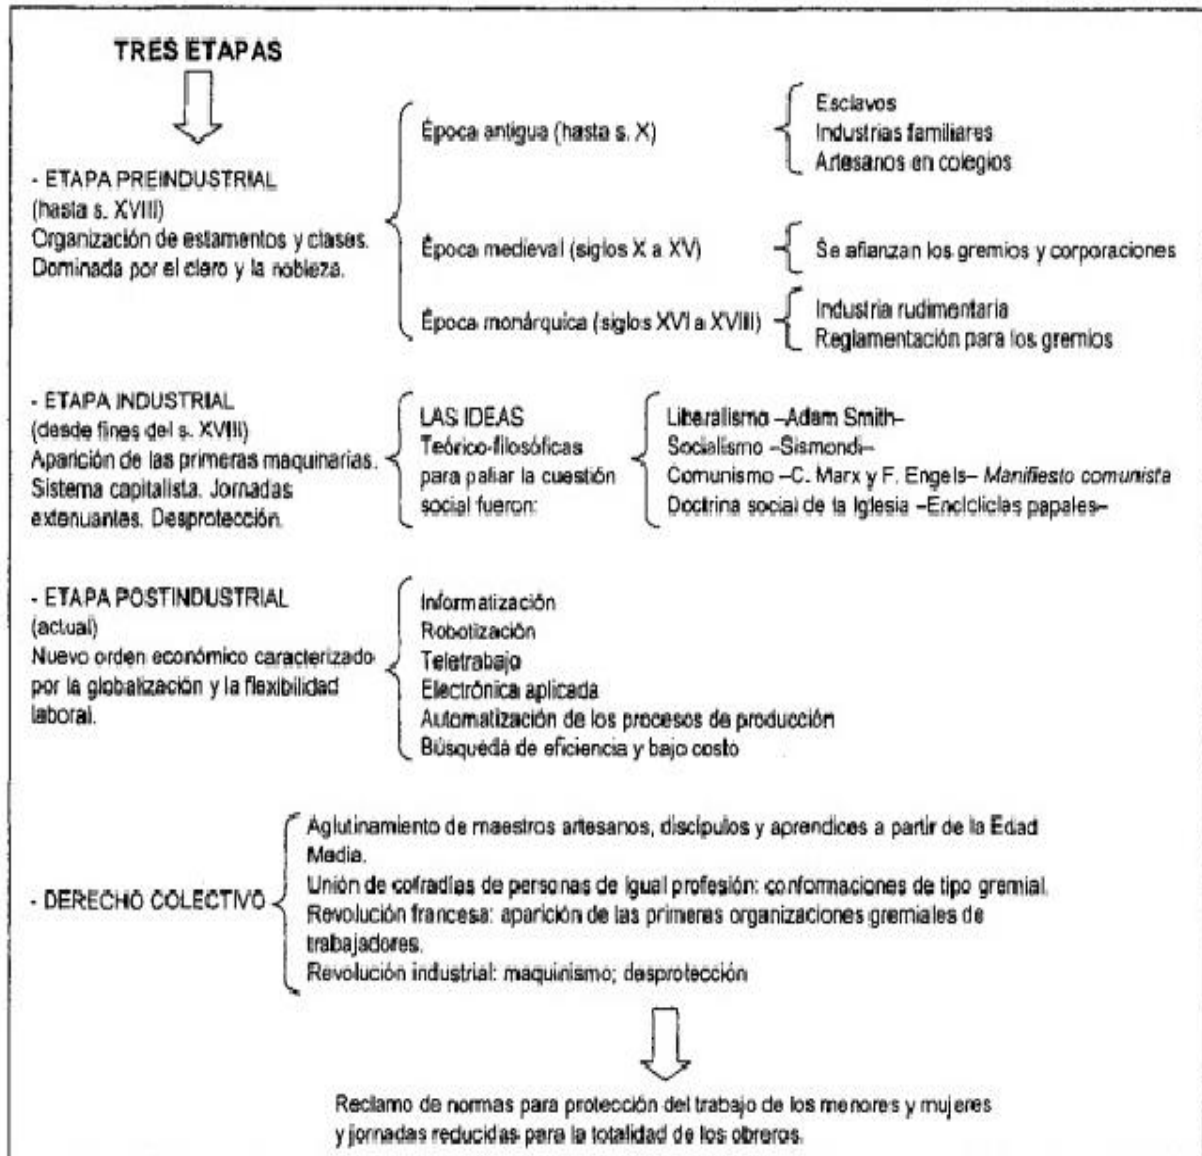 TRES ETAPAS
- ETAPA PREINDUSTRIAL
(hasta s. XVIII)
Organización de estamentos y clases.
Dominada por el clero y la nobleza.
Época antigua (hasta s. X)
Esclavos
Industrias familiares
Artesanos en colegios
Época medieval (siglos X a XV)
Se afianzan los gremios y corporaciones
Época monárquica (siglos XVI a XVIII)
Industria rudimentaria
Reglamentación para los gremios
- ETAPA INDUSTRIAL
(desde fines del s. XVIII)
Aparición de las primeras maquinarias.
Sistema capitalista. Jornadas
extenuantes. Desprotección.
LAS IDEAS
Teórico-filosóficas
para paliar la cuestión
social fueron:
Liberalismo –Adam Smith–
Socialismo –Sismondi–
Comunismo –C. Marx y F. Engels– Manifiesto comunista
Doctrina social de la Iglesia –Encíclicles papales–
- ETAPA POSTINDUSTRIAL
(actual)
Nuevo orden económico caracterizado
por la globalización y la flexibilidad
laboral.
Informatización
Robotización
Teletrabajo
Electrónica aplicada
Automatización de los procesos de producción
Búsqueda de eficiencia y bajo costo
- DERECHO COLECTIVO
Aglutinamiento de maestros artesanos, discípulos y aprendices a partir de la Edad
Media.
Unión de cofradías de personas de igual profesión: conformaciones de tipo gremial.
Revolución francesa: aparición de las primeras organizaciones gremiales de
trabajadores.
Revolución industrial: maquinismo; desprotección
Reclamo de normas para protección del trabajo de los menores y mujeres
y jornadas reducidas para la totalidad de los obreros.